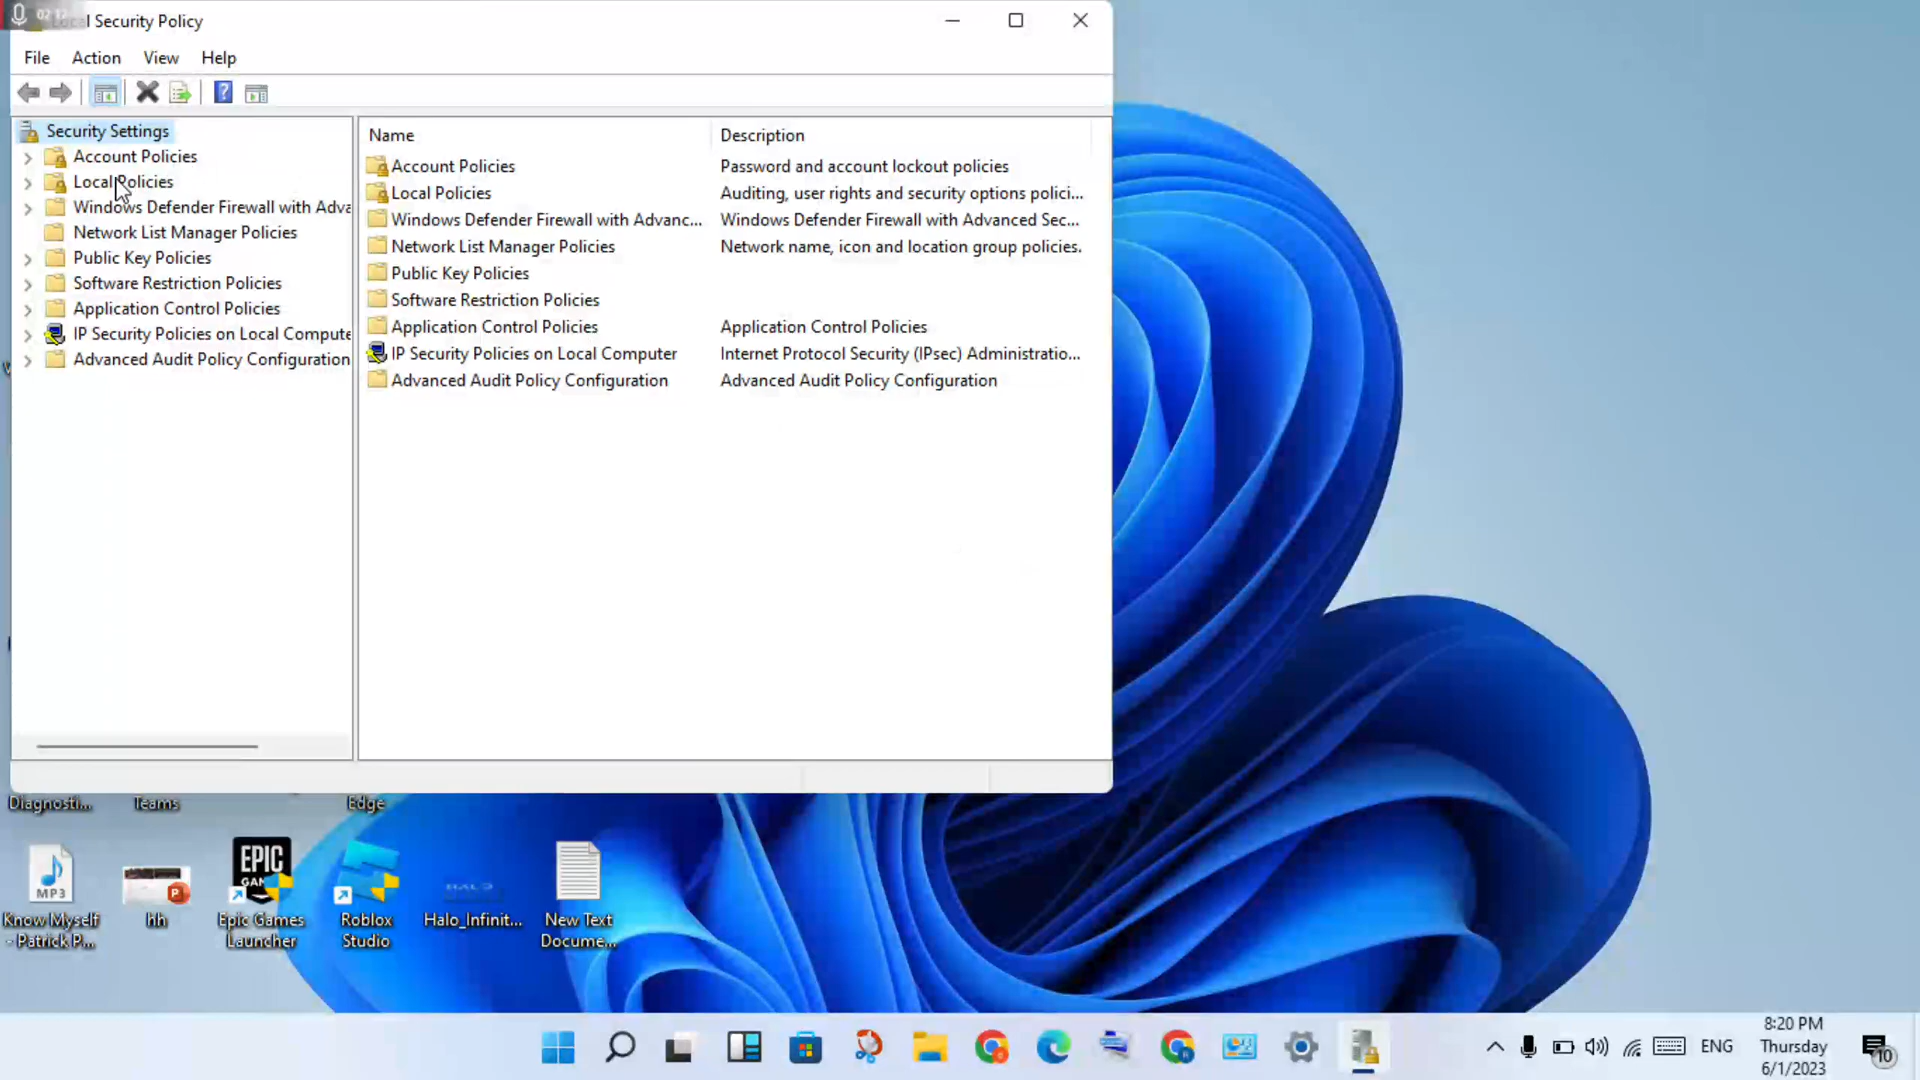 02:12
l Security Policy
File Action View Help
Security Settings
Account Policies
Local Policies
Windows Defender Firewall with Adva
Network List Manager Policies
Public Key Policies
Software Restriction Policies
Application Control Policies
IP Security Policies on Local Compute
Advanced Audit Policy Configuration
Name Description
Account Policies Password and account lockout policies
Local Policies Auditing, user rights and security options polici...
Windows Defender Firewall with Advanc... Windows Defender Firewall with Advanced Sec...
Network List Manager Policies Network name, icon and location group policies.
Public Key Policies
Software Restriction Policies
Application Control Policies Application Control Policies
IP Security Policies on Local Computer Internet Protocol Security (IPsec) Administratio...
Advanced Audit Policy Configuration Advanced Audit Policy Configuration
Diagnosti... Teams Edge
MP3
EPIC
GAMES
HALO
Know Myself
- Patrick P...
hh
Epic Games
Launcher
Roblox
Studio
Halo_Infinit...
New Text
Docume...
ENG
8:20 PM
Thursday
6/1/2023
10